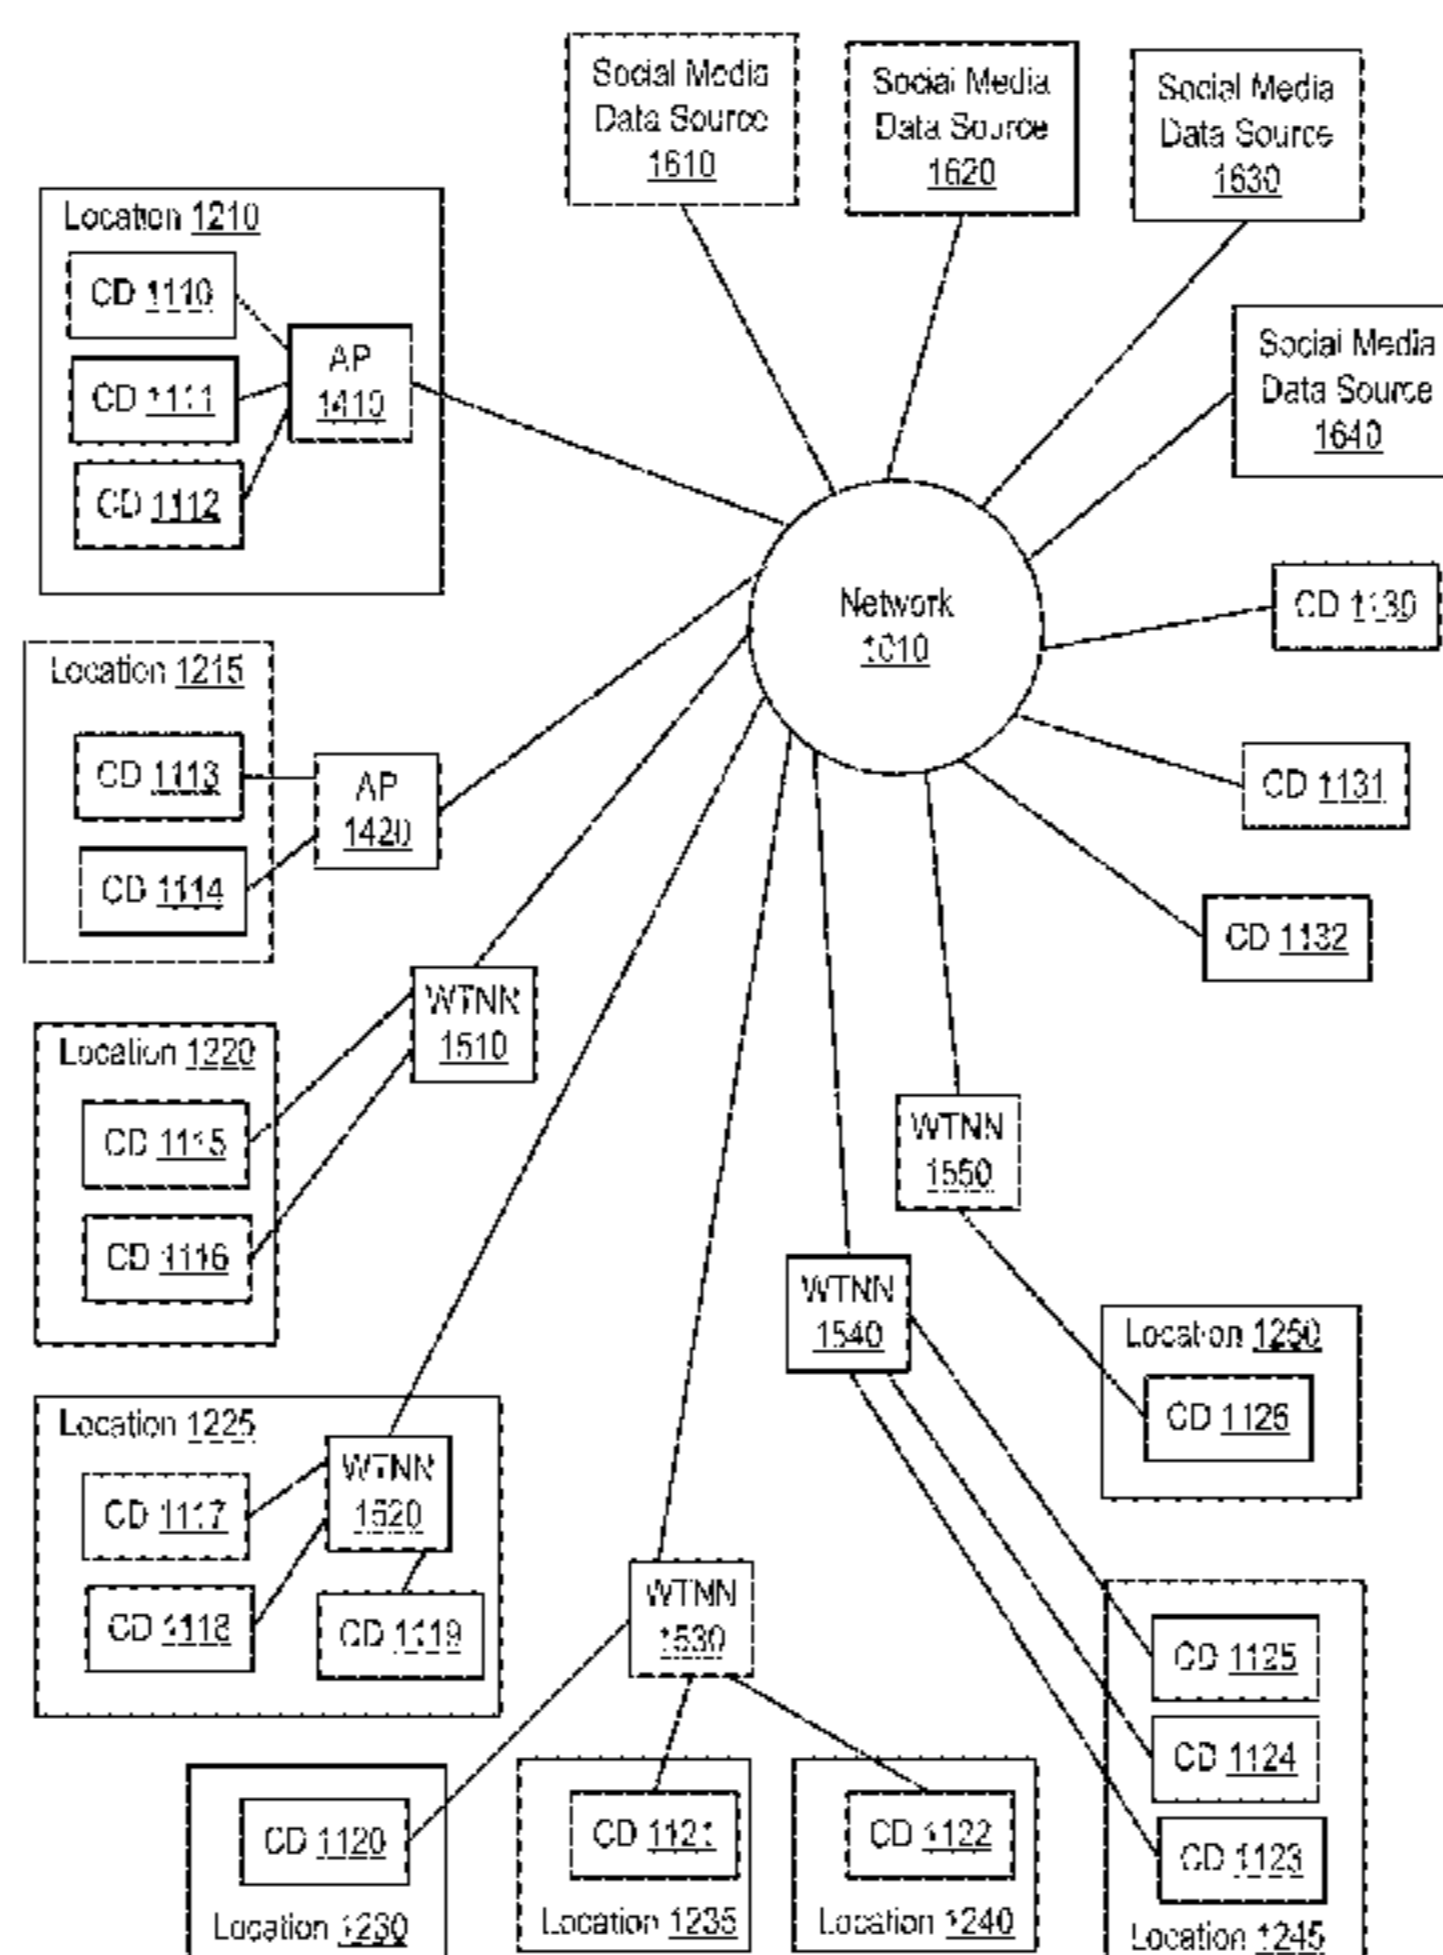 Social Media
Data Source
1610
Social Media
Data Source
1620
Social Media
Data Source
1630
Social Media
Data Source
1640
Location 1210
CD 1110
CD 1111
CD 1112
AP
1410
Network
1010
CD 1130
CD 1131
CD 1132
Location 1215
CD 1113
CD 1114
AP
1420
WTNN
1510
Location 1220
CD 1115
CD 1116
WTNN
1550
WTNN
1540
Location 1250
CD 1126
Location 1225
CD 1117
CD 1118
WTNN
1520
CD 1119
WTNN
1530
CD 1125
CD 1124
CD 1123
Location 1245
CD 1120
Location 1230
CD 1121
Location 1235
CD 1122
Location 1240